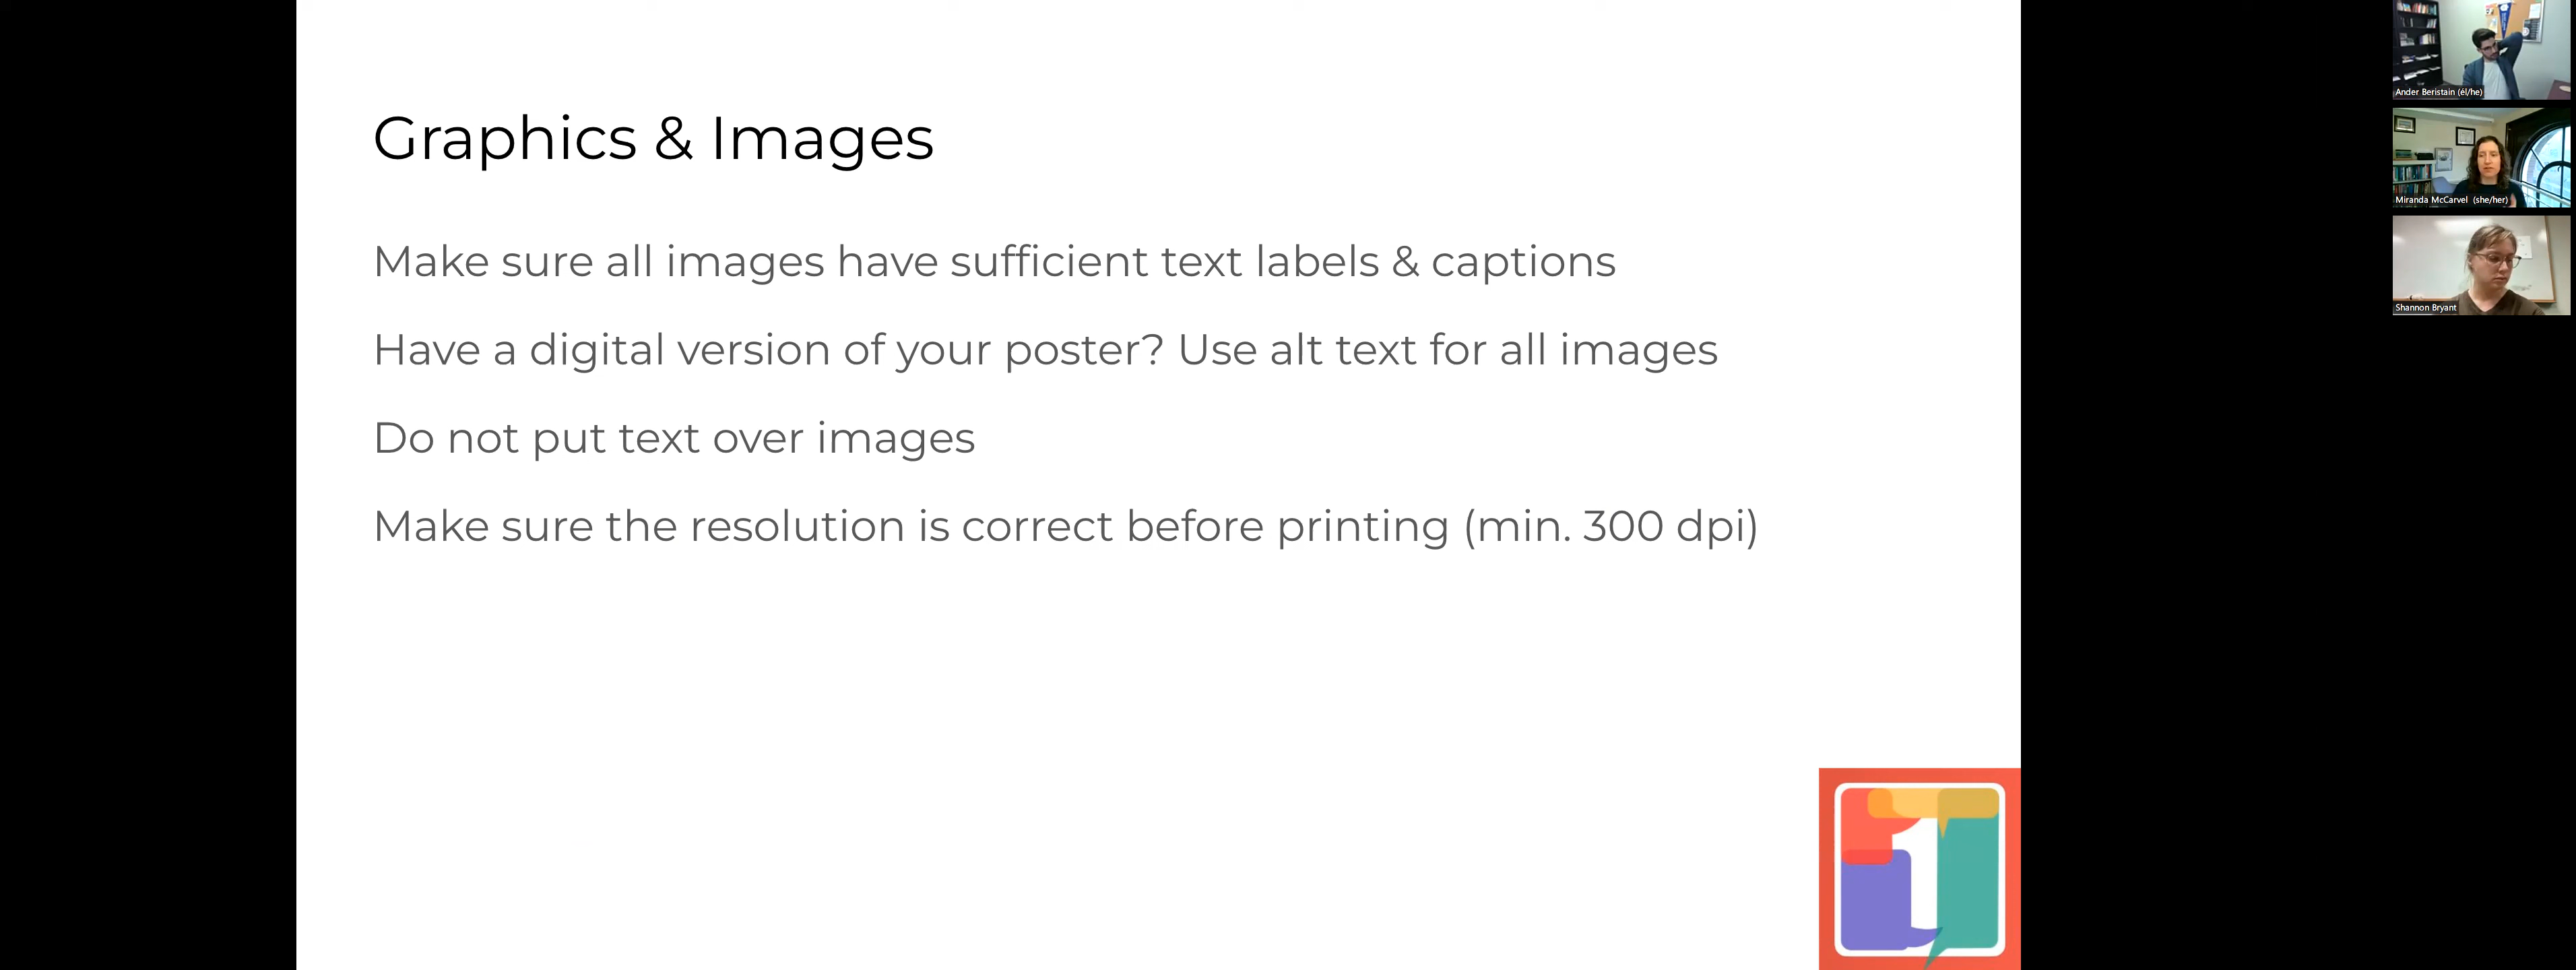 Graphics & Images
Make sure all images have sufficient text labels & captions
Have a digital version of your poster? Use alt text for all images
Do not put text over images
Make sure the resolution is correct before printing (min. 300 dpi)
1
Ander Beristain (él/he)
Miranda McCarvel (she/her)
Shannon Bryant